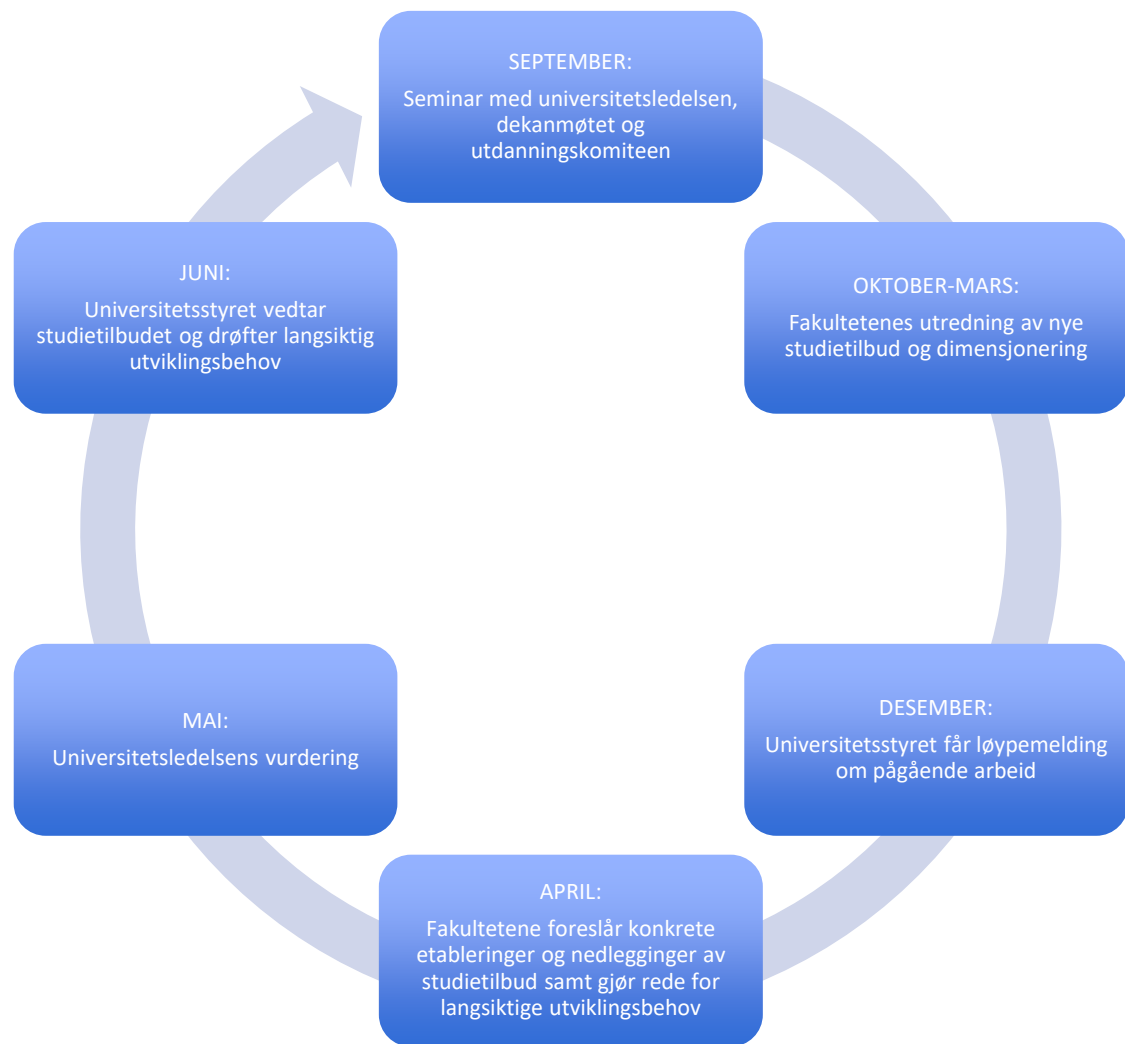 SEPTEMBER:
Seminar med universitetsledelsen,
dekanmøtet og
utdanningskomiteen
OKTOBER-MARS:
Fakultetenes utredning av nye
studietilbud og dimensjonering
DESEMBER:
Universitetsstyret får løypemelding
om pågående arbeid
APRIL:
Fakultetene foreslår konkrete
etableringer og nedlegginger av
studietilbud samt gjør rede for
langsiktige utviklingsbehov
MAI:
Universitetsledelsens vurdering
JUNI:
Universitetsstyret vedtar
studietilbudet og drøfter langsiktig
utviklingsbehov